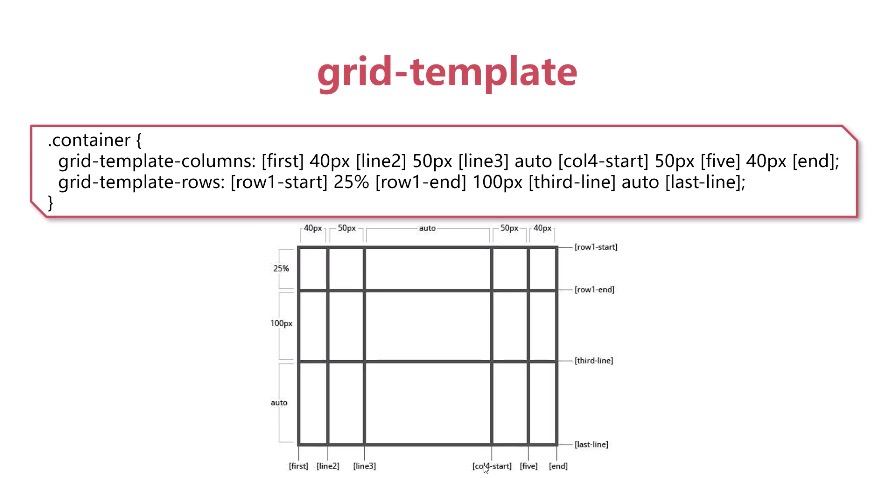 grid-template
.container {
grid-template-columns: [first] 40px [line2] 50px [line3] auto [col4-start] 50px [five] 40px [end];
grid-template-rows: [row1-start] 25% [row1-end] 100px [third-line] auto [last-line];
}
40px 50px auto 50px 40px
[row1-start]
25%
[row1-end]
100px
[third-line]
auto
[last-line]
[first] [line2] [line3] [col4-start] [five] [end]